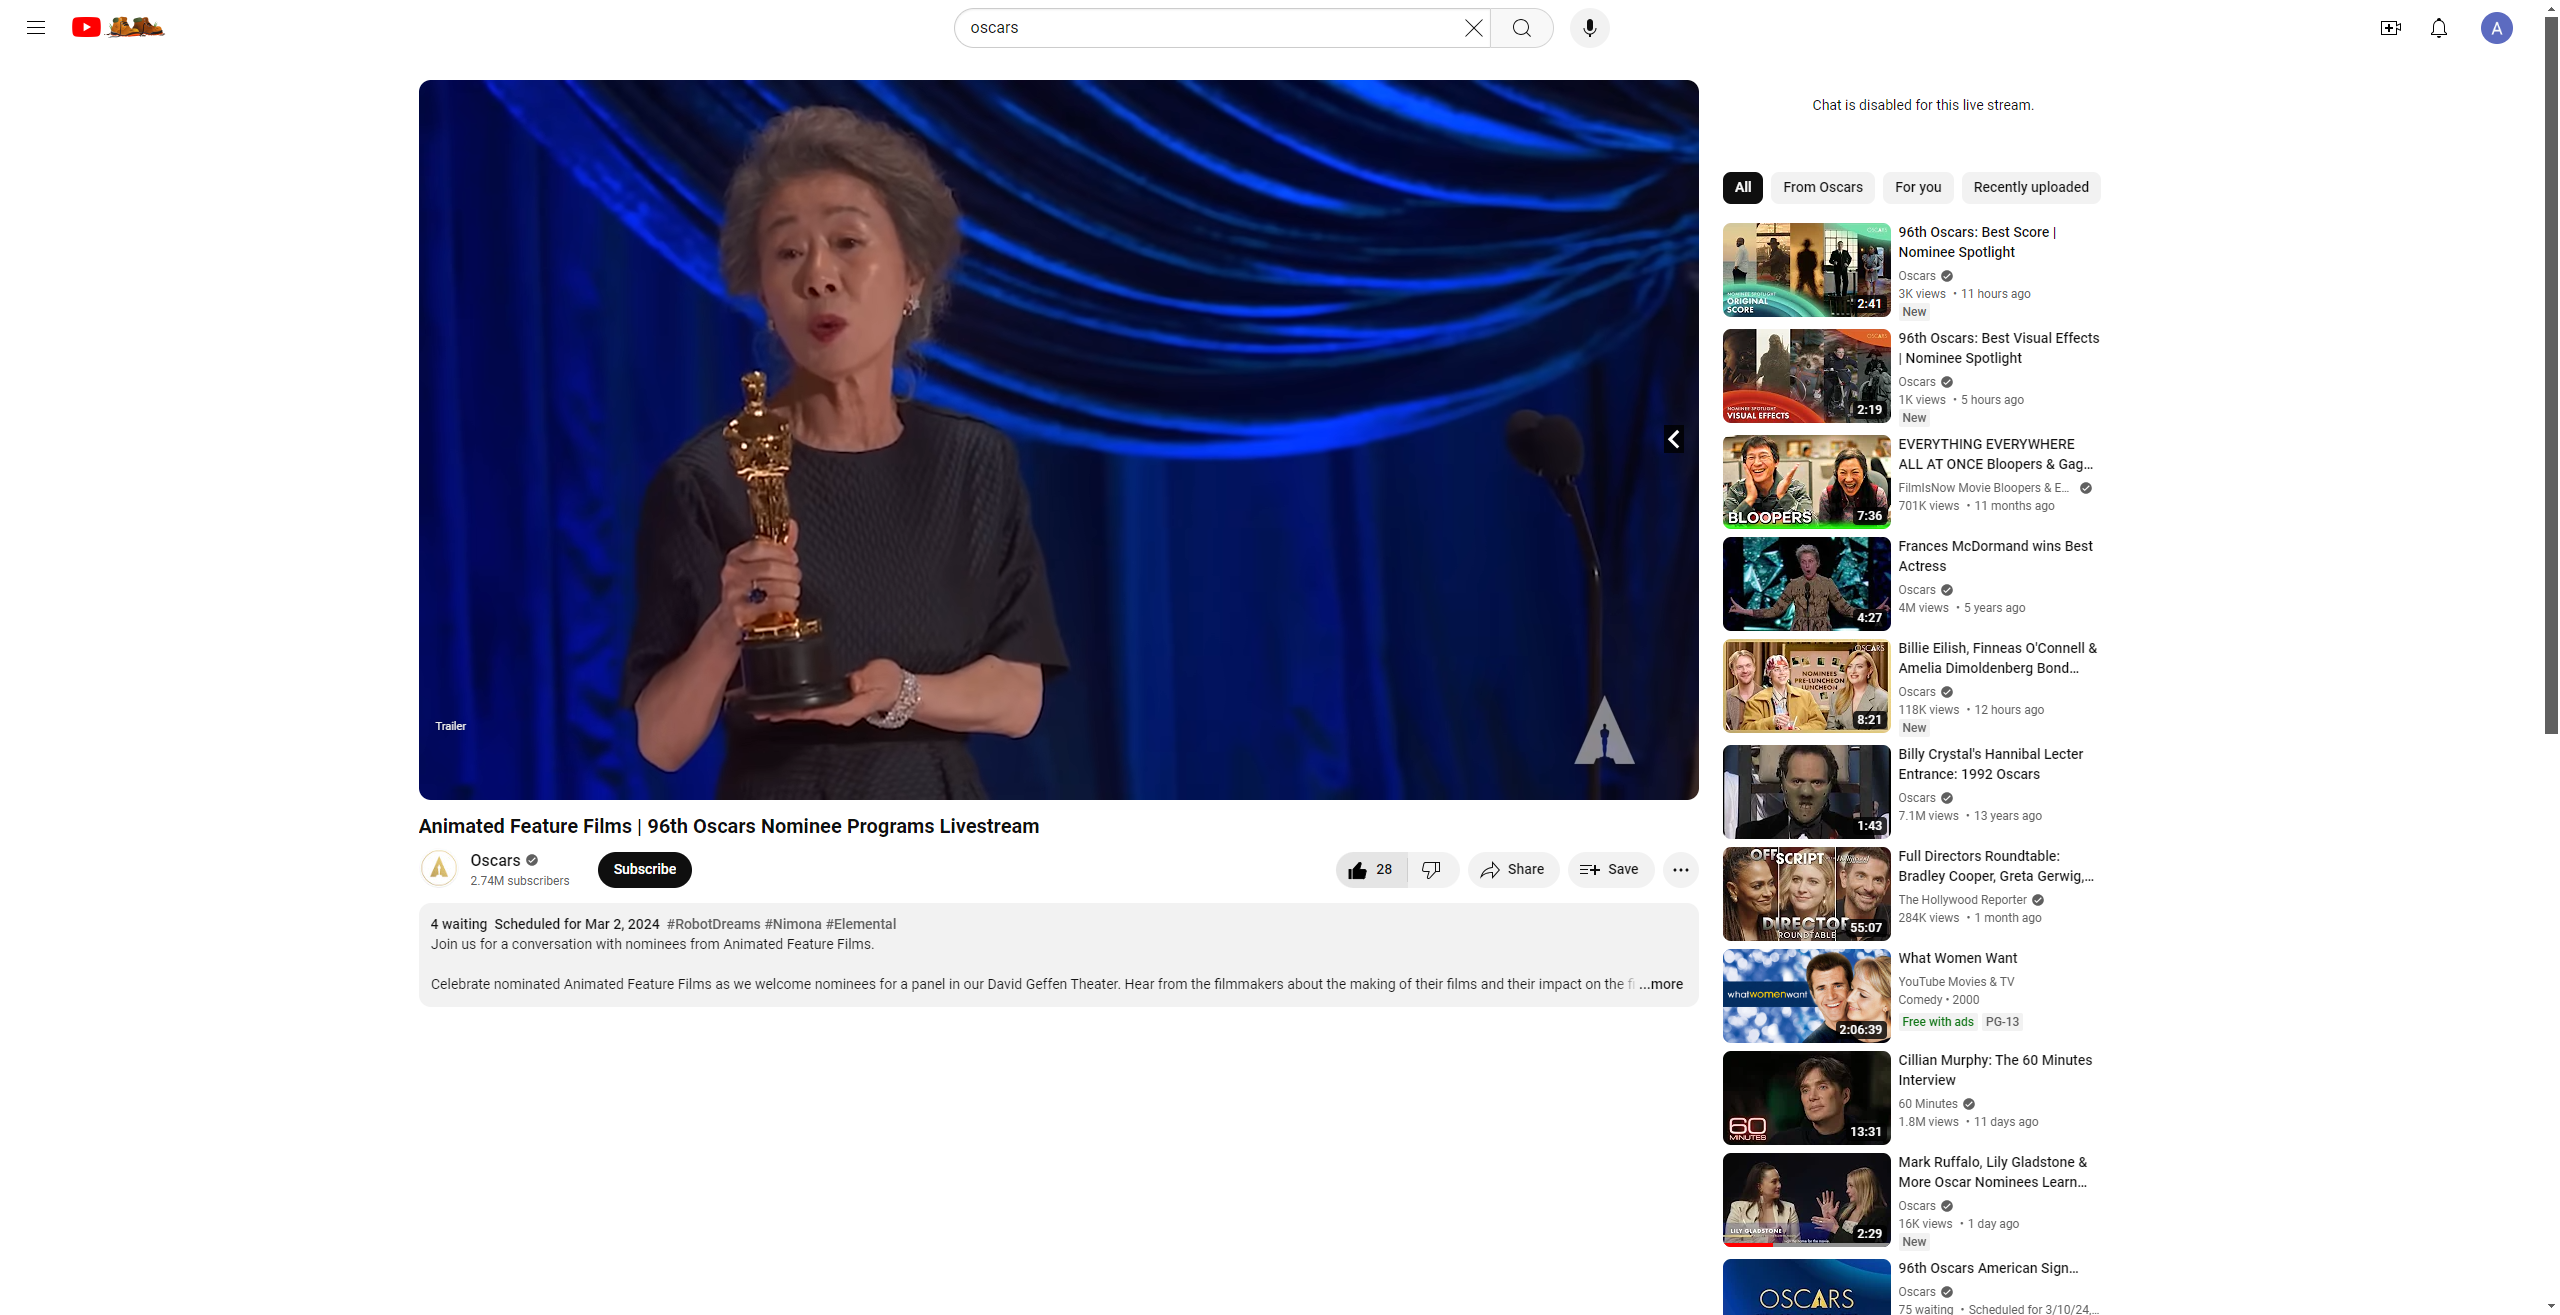 oscars
A
Chat is disabled for this live stream.
All
From Oscars
For you
Recently uploaded
Trailer
Animated Feature Films | 96th Oscars Nominee Programs Livestream
Oscars
2.74M subscribers
Subscribe
28
Share
Save
4 waiting  Scheduled for Mar 2, 2024  #RobotDreams #Nimona #Elemental
Join us for a conversation with nominees from Animated Feature Films.
Celebrate nominated Animated Feature Films as we welcome nominees for a panel in our David Geffen Theater. Hear from the filmmakers about the making of their films and their impact on the ...more
OSCARS
NOMINEE SPOTLIGHT
ORIGINAL
SCORE
2:41
96th Oscars: Best Score |
Nominee Spotlight
Oscars
3K views • 11 hours ago
New
OSCARS
NOMINEE SPOTLIGHT
VISUAL EFFECTS
2:19
96th Oscars: Best Visual Effects
| Nominee Spotlight
Oscars
1K views • 5 hours ago
New
BLOOPERS
7:36
EVERYTHING EVERYWHERE
ALL AT ONCE Bloopers & Gag...
FilmIsNow Movie Bloopers & E...
701K views • 11 months ago
4:27
Frances McDormand wins Best
Actress
Oscars
4M views • 5 years ago
OSCARS
NOMINEES
PRE-LUNCHEON
LUNCHEON
8:21
Billie Eilish, Finneas O'Connell &
Amelia Dimoldenberg Bond...
Oscars
118K views • 12 hours ago
New
1:43
Billy Crystal's Hannibal Lecter
Entrance: 1992 Oscars
Oscars
7.1M views • 13 years ago
OFF SCRIPT
DIRECTOR
ROUNDTABLE
55:07
Full Directors Roundtable:
Bradley Cooper, Greta Gerwig,...
The Hollywood Reporter
284K views • 1 month ago
whatwomenwant
2:06:39
What Women Want
YouTube Movies & TV
Comedy • 2000
Free with ads
PG-13
60
MINUTES
13:31
Cillian Murphy: The 60 Minutes
Interview
60 Minutes
1.8M views • 11 days ago
LILY GLADSTONE
2:29
Mark Ruffalo, Lily Gladstone &
More Oscar Nominees Learn...
Oscars
16K views • 1 day ago
New
OSCARS
96th Oscars American Sign...
Oscars
75 waiting • Scheduled for 3/10/24,...